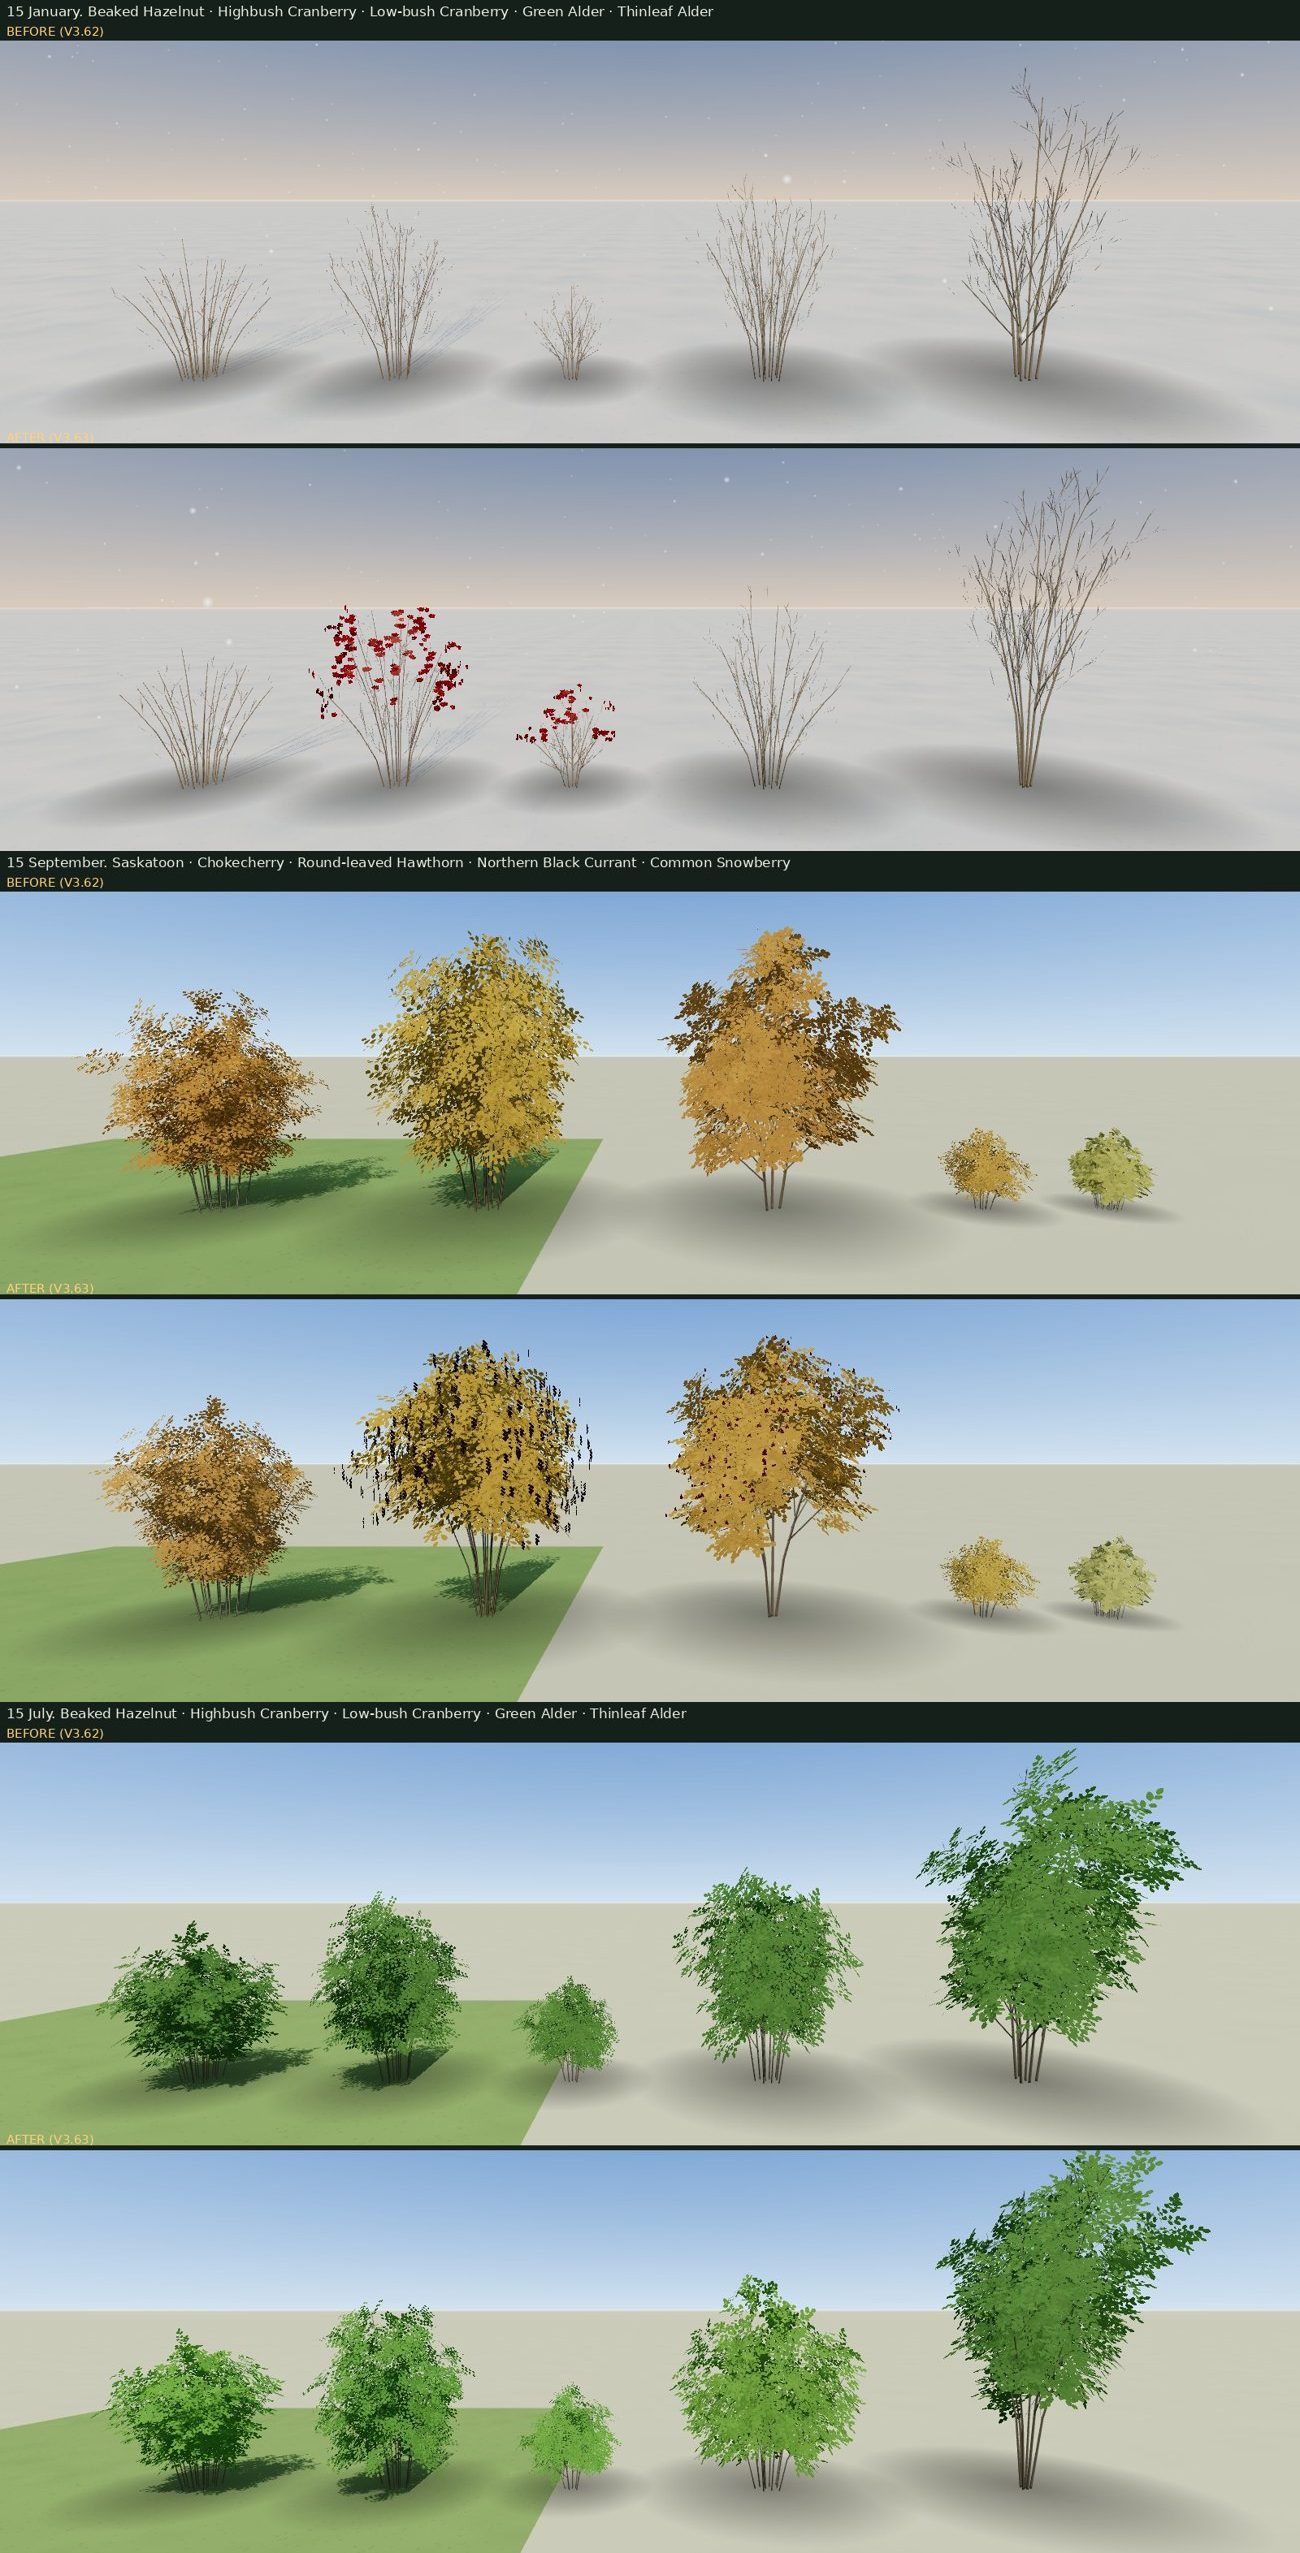 15 January. Beaked Hazelnut · Highbush Cranberry · Low-bush Cranberry · Green Alder · Thinleaf Alder
BEFORE (V3.62)
AFTER (V3.63)
15 September. Saskatoon · Chokecherry · Round-leaved Hawthorn · Northern Black Currant · Common Snowberry
BEFORE (V3.62)
AFTER (V3.63)
15 July. Beaked Hazelnut · Highbush Cranberry · Low-bush Cranberry · Green Alder · Thinleaf Alder
BEFORE (V3.62)
AFTER (V3.63)